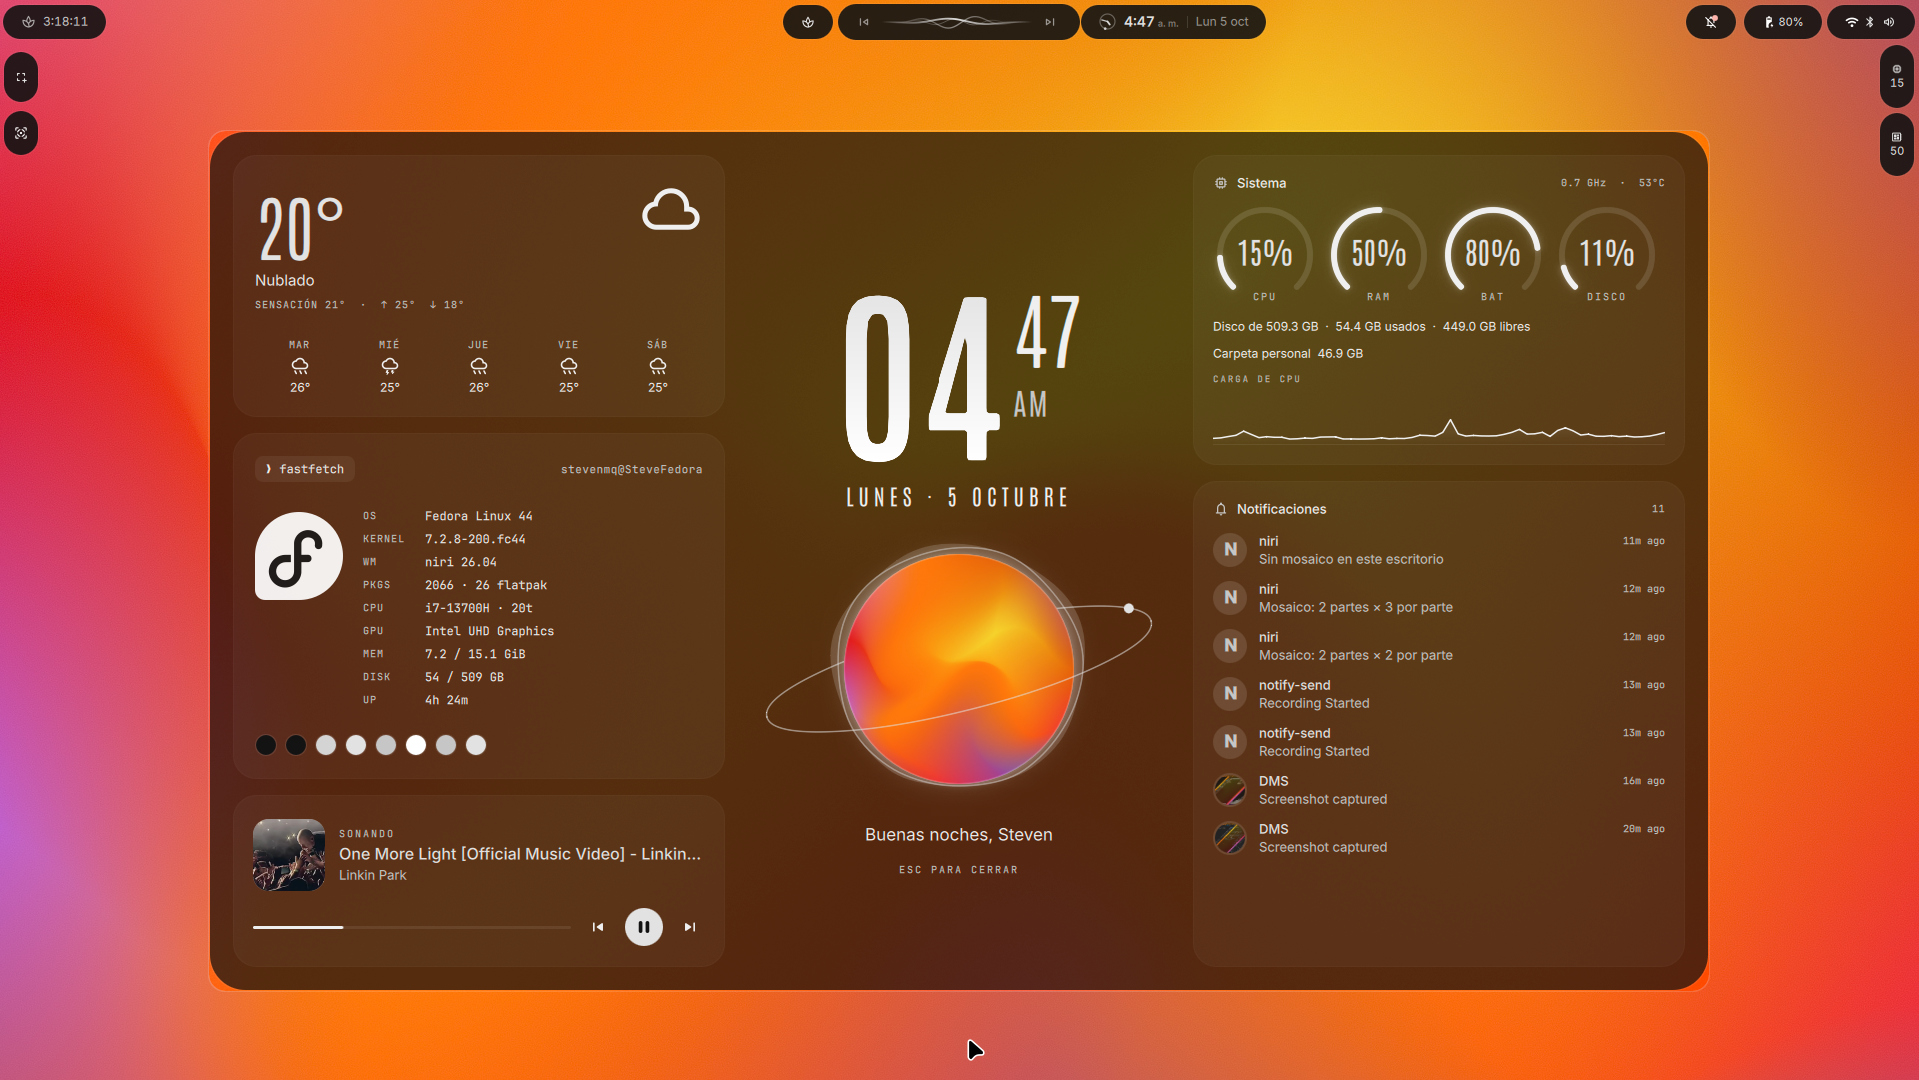 3:18:11
4:47 a. m. Lun 5 oct
80%
15
50
20°
Nublado
SENSACIÓN 21° · ↑ 25° ↓ 18°
MAR MIÉ JUE VIE SÁB
26° 25° 26° 25° 25°
❫ fastfetch
stevenmq@SteveFedora
OS Fedora Linux 44
KERNEL 7.2.8-200.fc44
WM niri 26.04
PKGS 2066 · 26 flatpak
CPU i7-13700H · 20t
GPU Intel UHD Graphics
MEM 7.2 / 15.1 GiB
DISK 54 / 509 GB
UP 4h 24m
SONANDO
One More Light [Official Music Video] - Linkin...
Linkin Park
04 47
AM
LUNES · 5 OCTUBRE
Buenas noches, Steven
ESC PARA CERRAR
Sistema
0.7 GHz · 53°C
15% 50% 80% 11%
CPU RAM BAT DISCO
Disco de 509.3 GB · 54.4 GB usados · 449.0 GB libres
Carpeta personal 46.9 GB
CARGA DE CPU
Notificaciones 11
N niri 11m ago
Sin mosaico en este escritorio
N niri 12m ago
Mosaico: 2 partes × 3 por parte
N niri 12m ago
Mosaico: 2 partes × 2 por parte
N notify-send 13m ago
Recording Started
N notify-send 13m ago
Recording Started
DMS 16m ago
Screenshot captured
DMS 20m ago
Screenshot captured